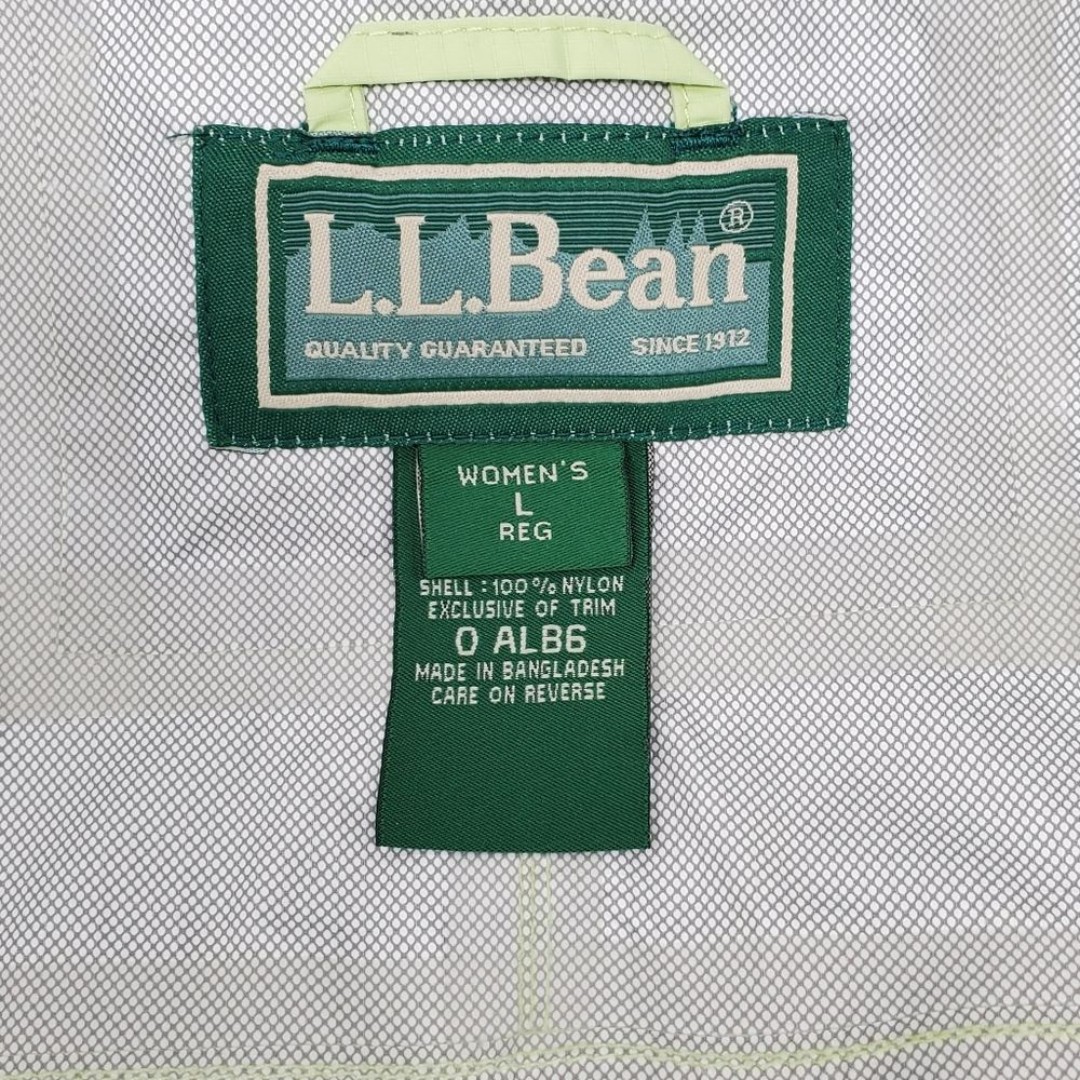 L.L.Bean®
QUALITY GUARANTEED SINCE 1912
WOMEN'S
L
REG
SHELL : 100% NYLON
EXCLUSIVE OF TRIM
0 ALB6
MADE IN BANGLADESH
CARE ON REVERSE